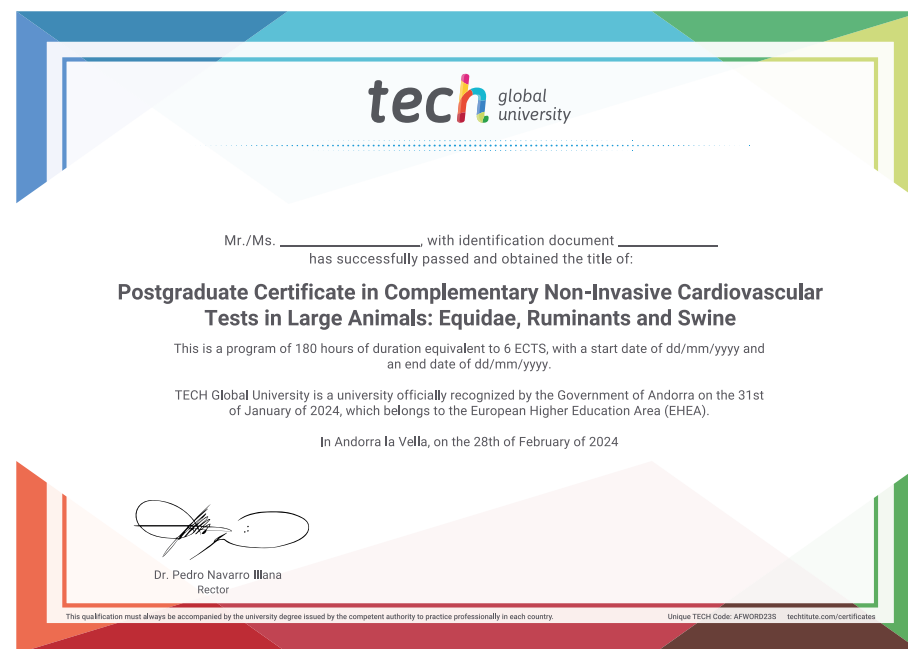 tech global university
Mr./Ms. ____________, with identification document ____________
has successfully passed and obtained the title of:
Postgraduate Certificate in Complementary Non-Invasive Cardiovascular
Tests in Large Animals: Equidae, Ruminants and Swine
This is a program of 180 hours of duration equivalent to 6 ECTS, with a start date of dd/mm/yyyy and
an end date of dd/mm/yyyy.
TECH Global University is a university officially recognized by the Government of Andorra on the 31st
of January of 2024, which belongs to the European Higher Education Area (EHEA).
In Andorra la Vella, on the 28th of February of 2024
Dr. Pedro Navarro Illana
Rector
This qualification must always be accompanied by the university degree issued by the competent authority to practice professionally in each country.
Unique TECH Code: AFWORD23S techtitute.com/certificates